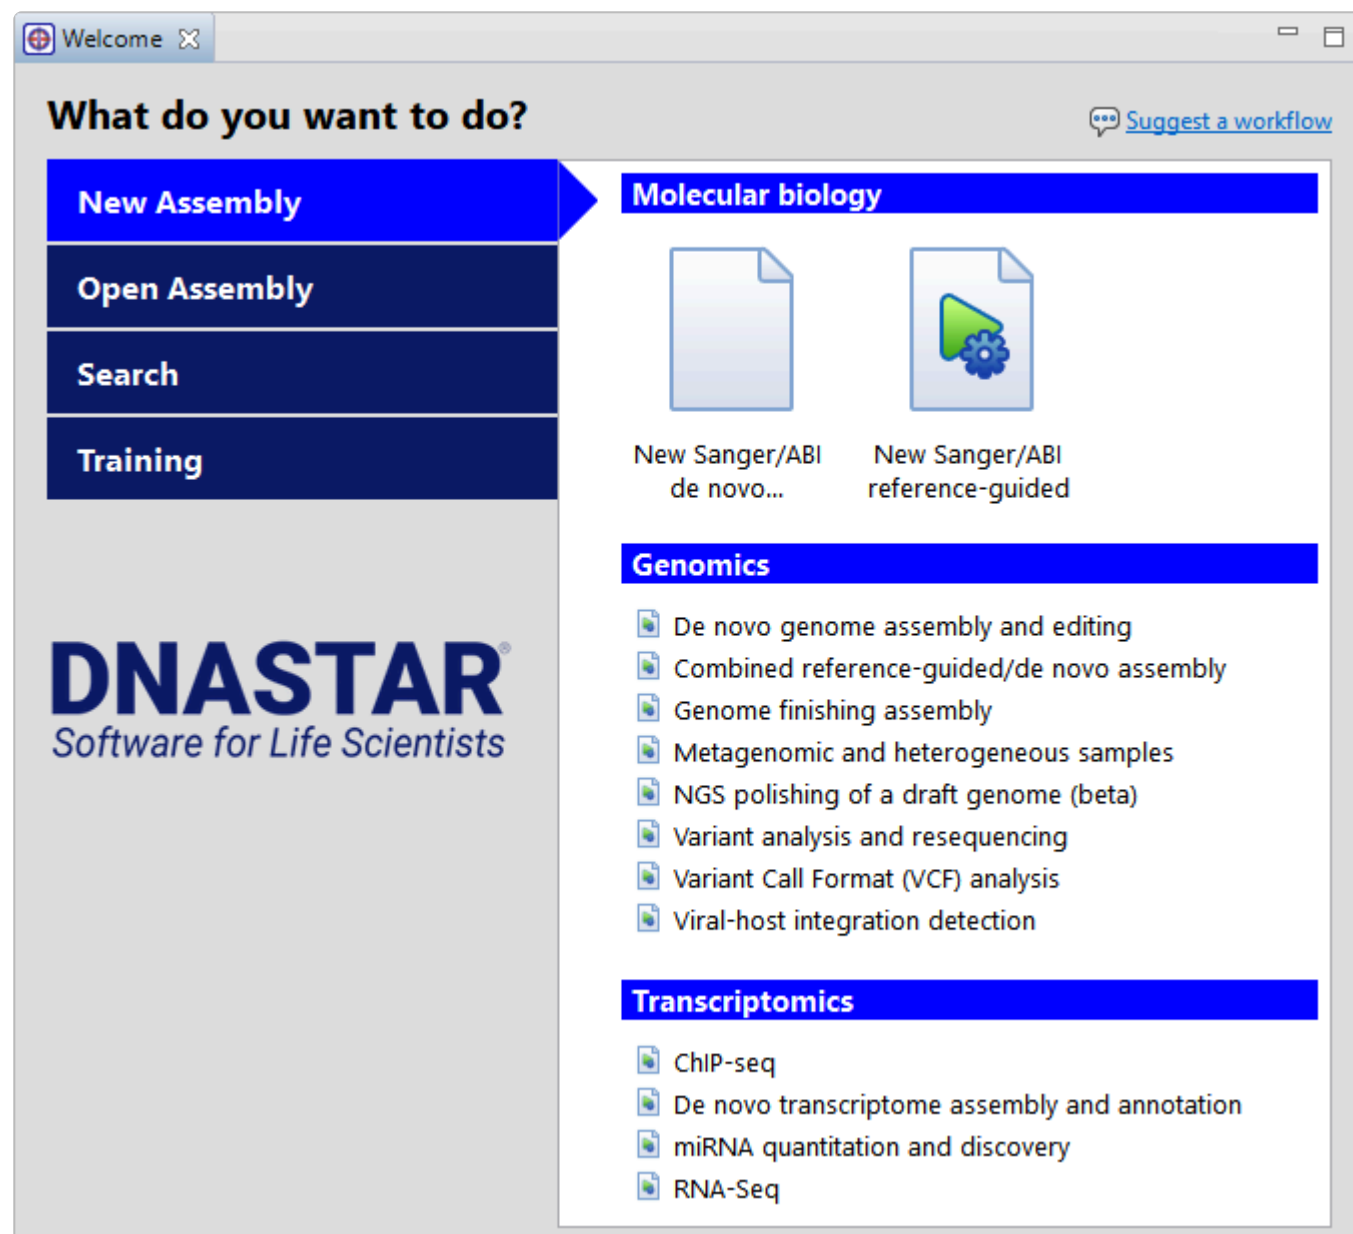 Welcome
What do you want to do?
Suggest a workflow
New Assembly
Open Assembly
Search
Training
DNASTAR®
Software for Life Scientists
Molecular biology
New Sanger/ABI
de novo...
New Sanger/ABI
reference-guided
Genomics
De novo genome assembly and editing
Combined reference-guided/de novo assembly
Genome finishing assembly
Metagenomic and heterogeneous samples
NGS polishing of a draft genome (beta)
Variant analysis and resequencing
Variant Call Format (VCF) analysis
Viral-host integration detection
Transcriptomics
ChIP-seq
De novo transcriptome assembly and annotation
miRNA quantitation and discovery
RNA-Seq